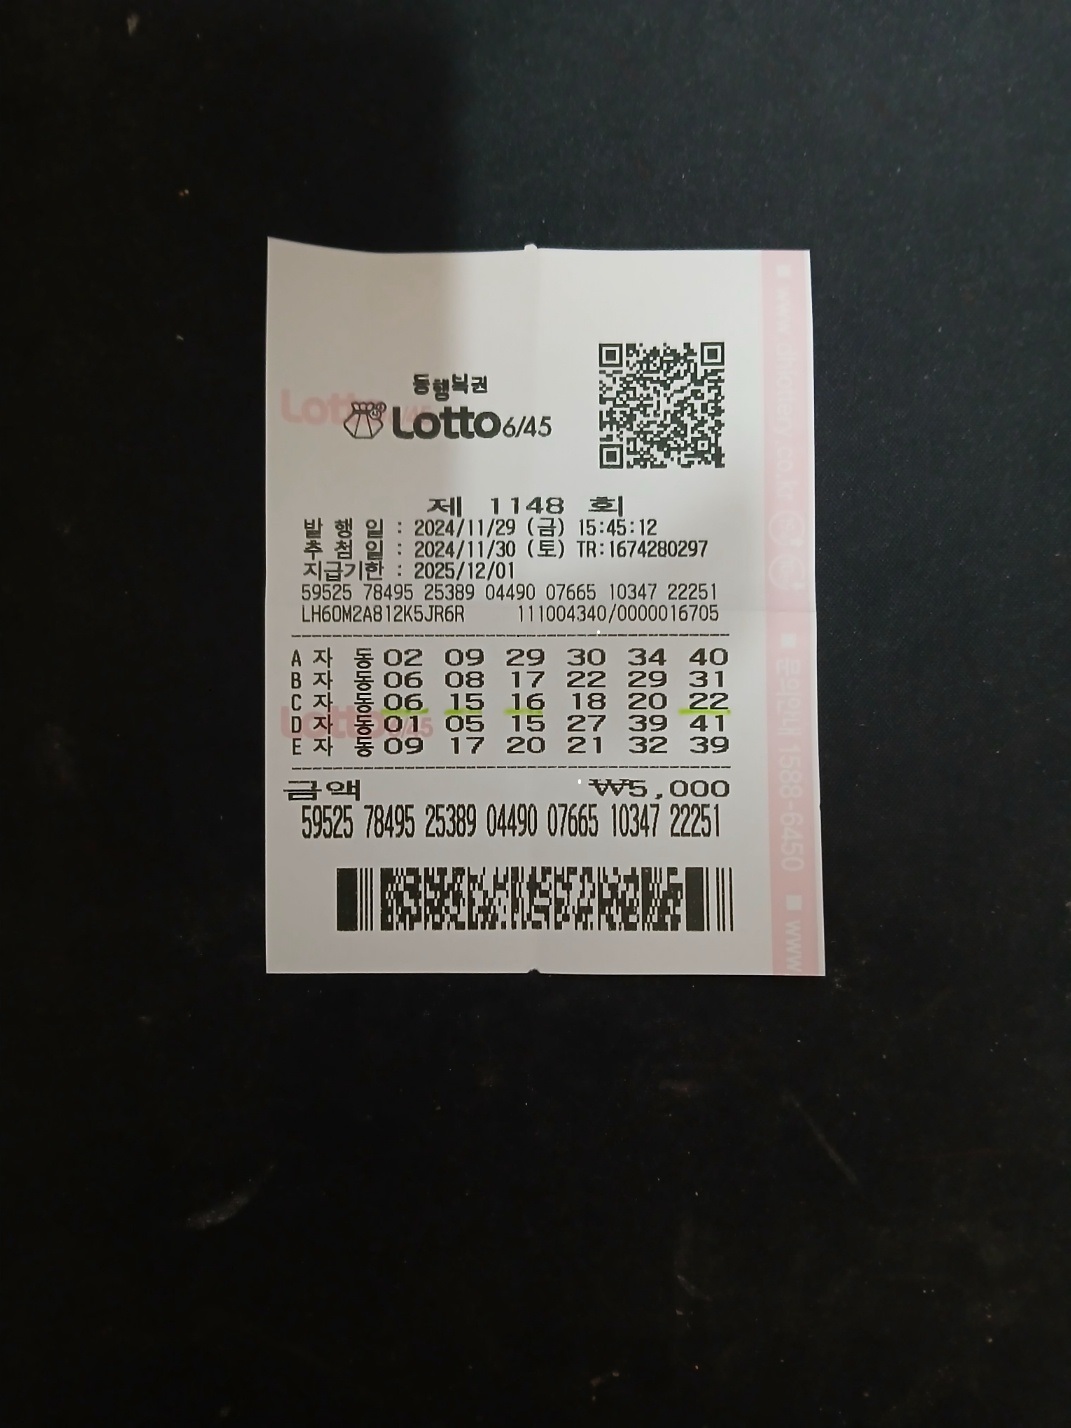 동행복권
Lotto 6/45
제 1148 회
발 행 일 : 2024/11/29 (금) 15:45:12
추 첨 일 : 2024/11/30 (토) TR:1674280297
지급기한 : 2025/12/01
59525 78495 25389 04490 07665 10347 22251
LH60M2A812K5JR6R 111004340/0000016705
A 자 동 02 09 29 30 34 40
B 자 동 06 08 17 22 29 31
C 자 동 06 15 16 18 20 22
D 자 동 01 05 15 27 39 41
E 자 동 09 17 20 21 32 39
금액 ₩5,000
59525 78495 25389 04490 07665 10347 22251
1588-6450
www